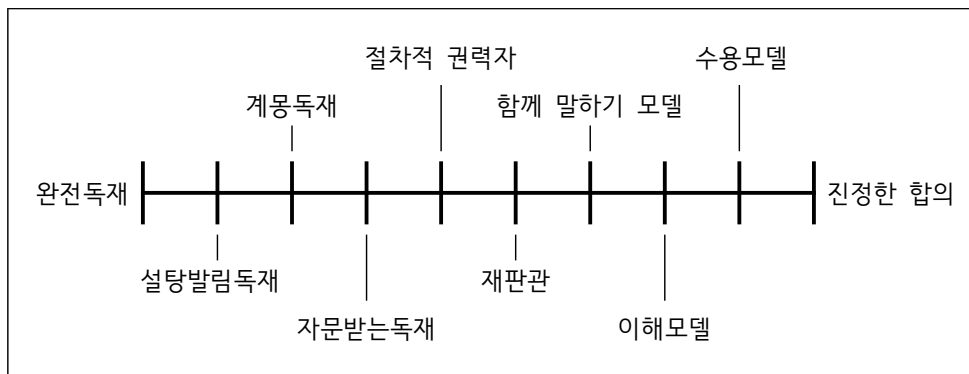 절차적 권력자
수용모델
계몽독재
함께 말하기 모델
완전독재
진정한 합의
설탕발림독재
재판관
자문받는독재
이해모델